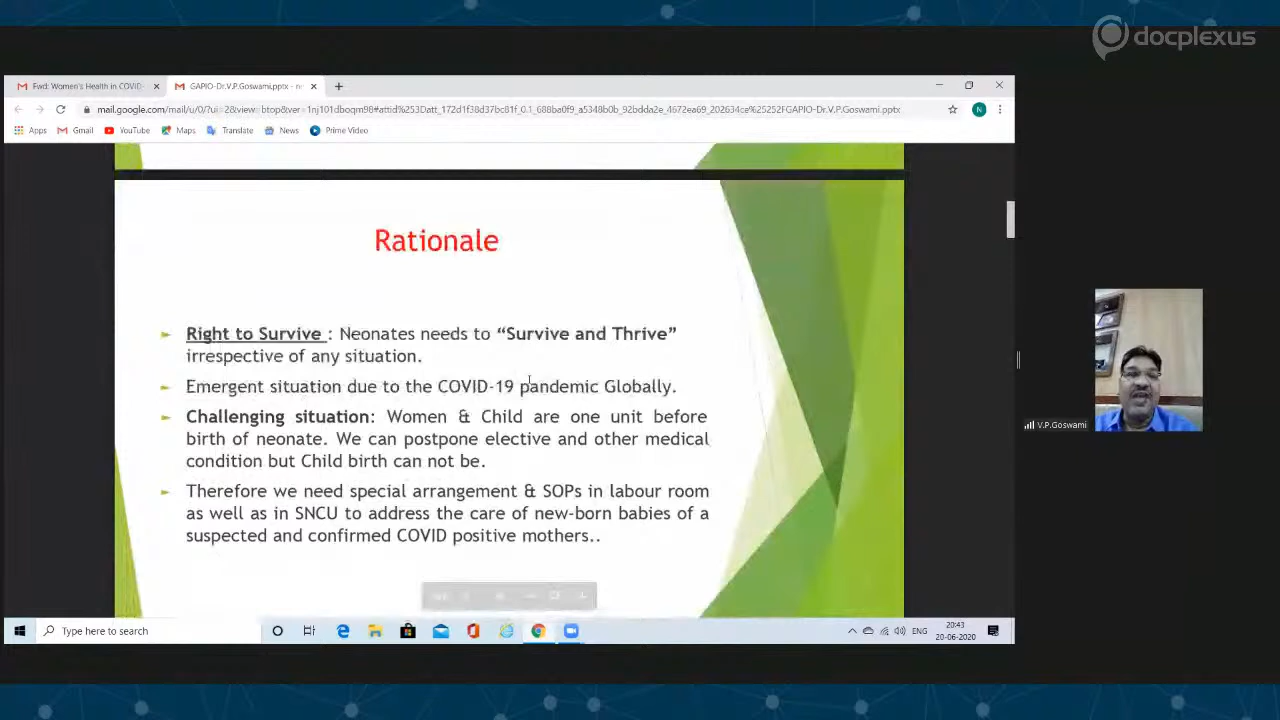 docplexus
Fwd: Women's Health in COVID-
GAPIO-Dr.V.P.Goswami.pptx - n
mail.google.com/mail/u/0/?ui=2&view=btop&ver=1nj101dboqm98#attid%253Datt_172d1f38d37bc81f_0.1_688ba0f9_a5348b0b_92bdda2e_4672ea69_202634ce%25252FGAPIO-Dr.V.P.Goswami.pptx
N
Apps Gmail YouTube Maps Translate News Prime Video
Rationale
Right to Survive : Neonates needs to “Survive and Thrive”
irrespective of any situation.
Emergent situation due to the COVID-19 pandemic Globally.
Challenging situation: Women & Child are one unit before
birth of neonate. We can postpone elective and other medical
condition but Child birth can not be.
Therefore we need special arrangement & SOPs in labour room
as well as in SNCU to address the care of new-born babies of a
suspected and confirmed COVID positive mothers..
V.P.Goswami
Type here to search
ENG
20:43
20-06-2020